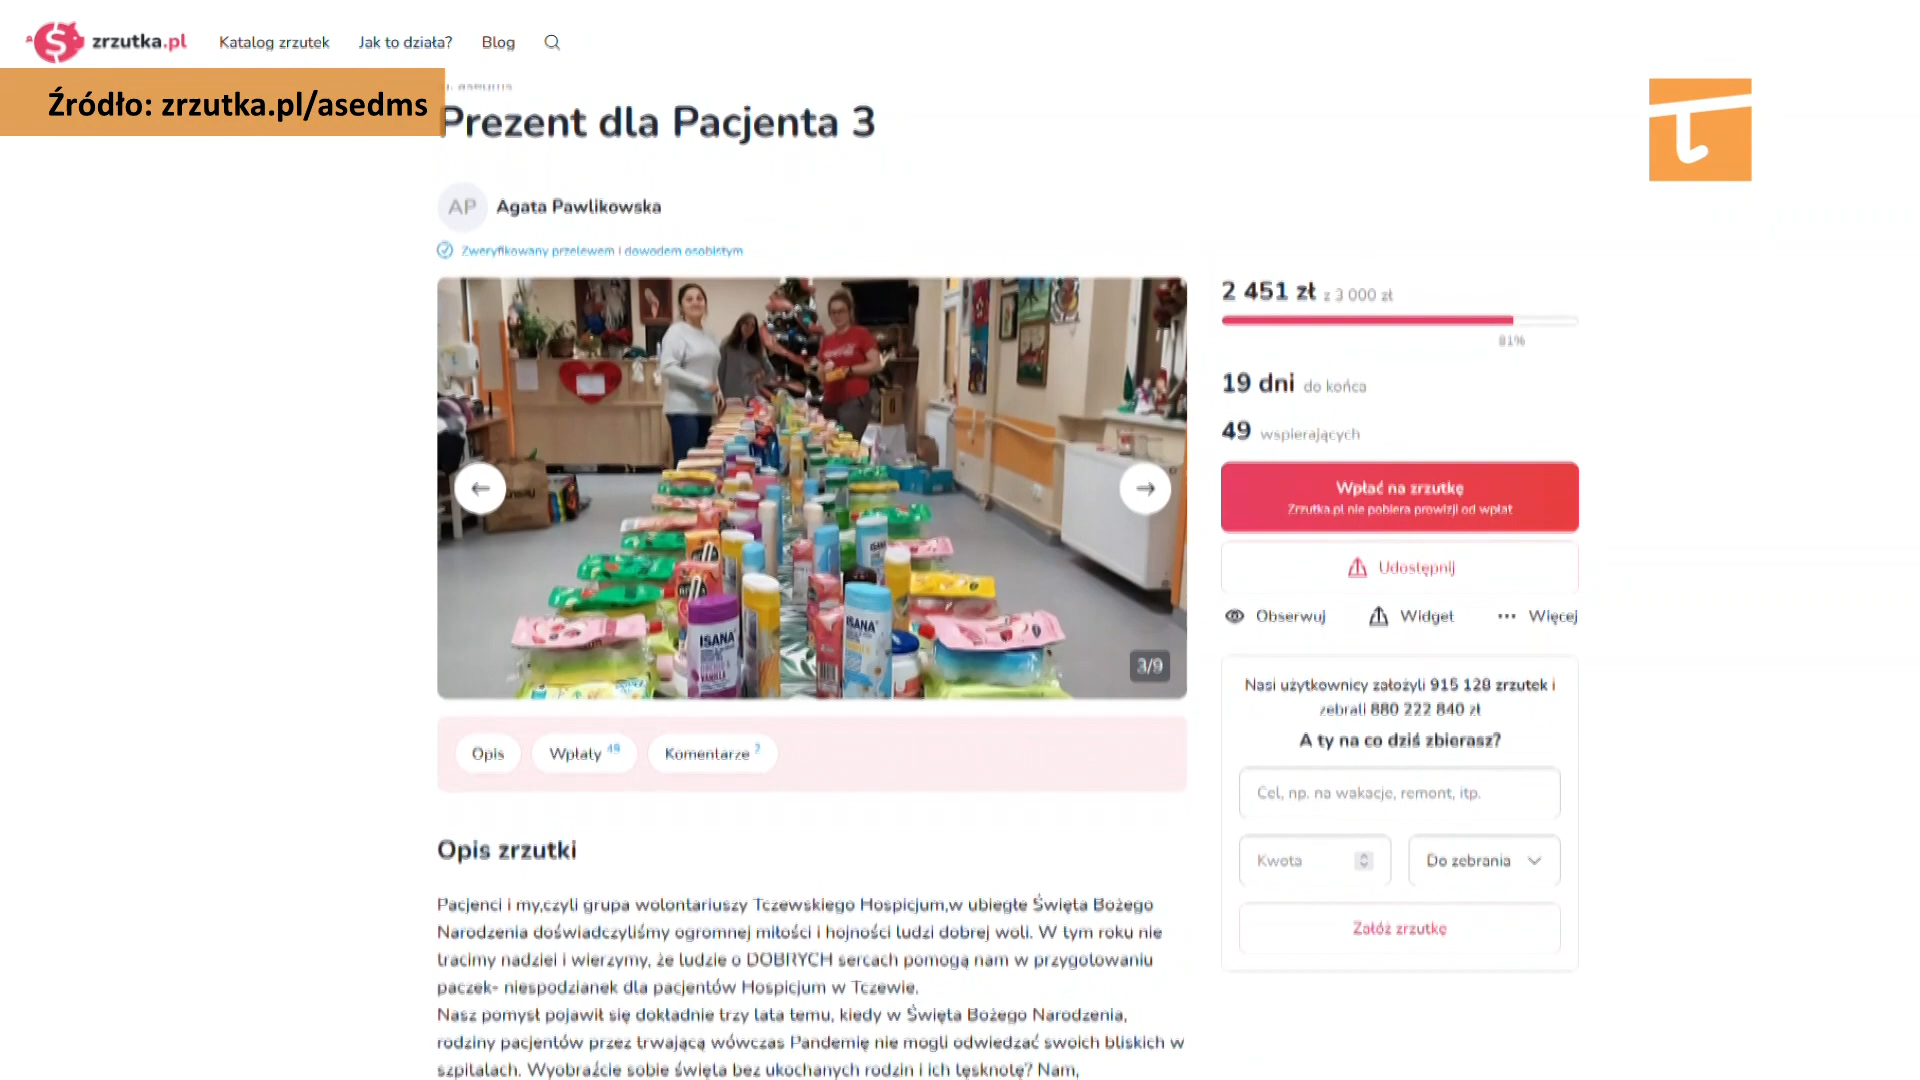 zrzutka.pl Katalog zrzutek Jak to działa? Blog
Źródło: zrzutka.pl/asedms
Prezent dla Pacjenta 3
AP Agata Pawlikowska
Zweryfikowany przelewem i dowodem osobistym
2 451 zł z 3 000 zł
81%
19 dni do końca
49 wspierających
Wpłać na zrzutkę
Zrzutka.pl nie pobiera prowizji od wpłat
Udostępnij
Obserwuj Widget Więcej
ISANA
ISANA
VANILLA
3/9
Opis Wpłaty 49 Komentarze 2
Nasi użytkownicy założyli 915 128 zrzutek i
zebrali 880 222 840 zł
A ty na co dziś zbierasz?
Cel, np. na wakacje, remont, itp.
Kwota Do zebrania
Załóż zrzutkę
Opis zrzutki
Pacjenci i my,czyli grupa wolontariuszy Tczewskiego Hospicjum,w ubiegłe Święta Bożego
Narodzenia doświadczyliśmy ogromnej miłości i hojności ludzi dobrej woli. W tym roku nie
tracimy nadziei i wierzymy, że ludzie o DOBRYCH sercach pomogą nam w przygotowaniu
paczek- niespodzianek dla pacjentów Hospicjum w Tczewie.
Nasz pomysł pojawił się dokładnie trzy lata temu, kiedy w Święta Bożego Narodzenia,
rodziny pacjentów przez trwającą wówczas Pandemię nie mogli odwiedzać swoich bliskich w
szpitalach. Wyobraźcie sobie święta bez ukochanych rodzin i ich tęsknotę? Nam,